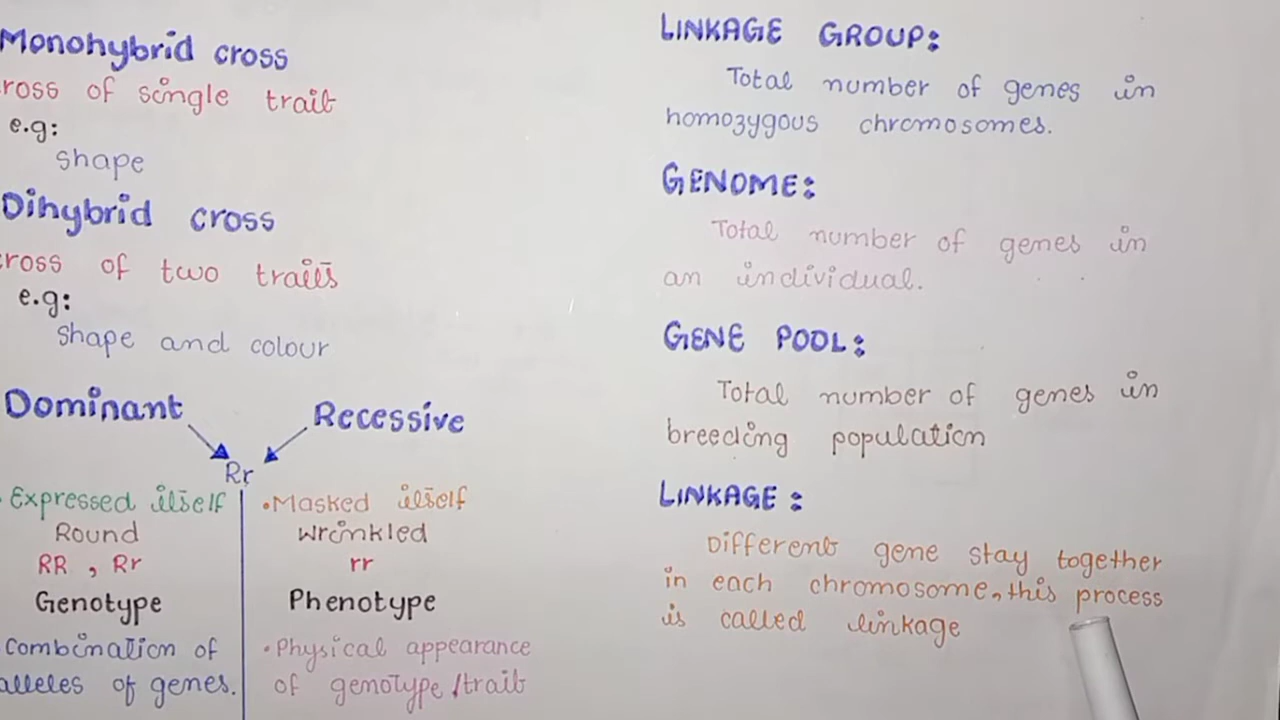 Monohybrid cross
ross of single trait
e.g:
shape
Dihybrid cross
ross of two traits
e.g:
shape and colour
Dominant Recessive
Rr
Expressed itself
Round
RR , Rr
Genotype
Combination of
alleles of genes.
•Masked itself
Wrinkled
rr
Phenotype
•Physical appearance
of genotype/trait
LINKAGE GROUP:
Total number of genes in
homozygous chromosomes.
GENOME:
Total number of genes in
an individual.
GENE POOL:
Total number of genes in
breeding population
LINKAGE:
Different gene stay together
in each chromosome, this process
is called linkage